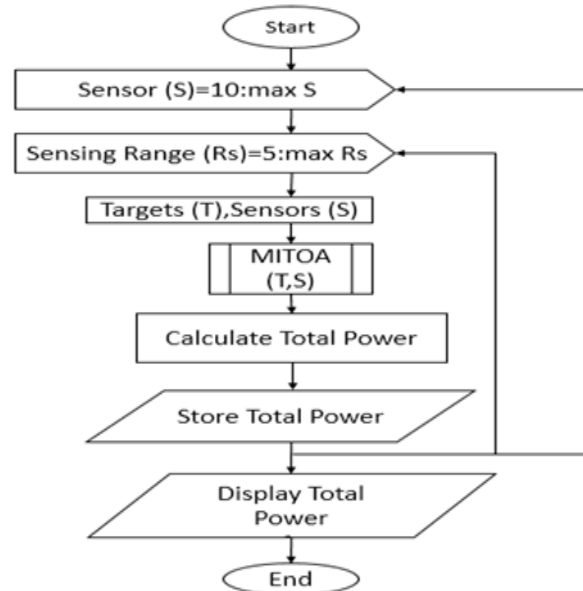 Start
Sensor (S)=10:max S
Sensing Range (Rs)=5:max Rs
Targets (T),Sensors (S)
MITOA
(T,S)
Calculate Total Power
Store Total Power
Display Total
Power
End